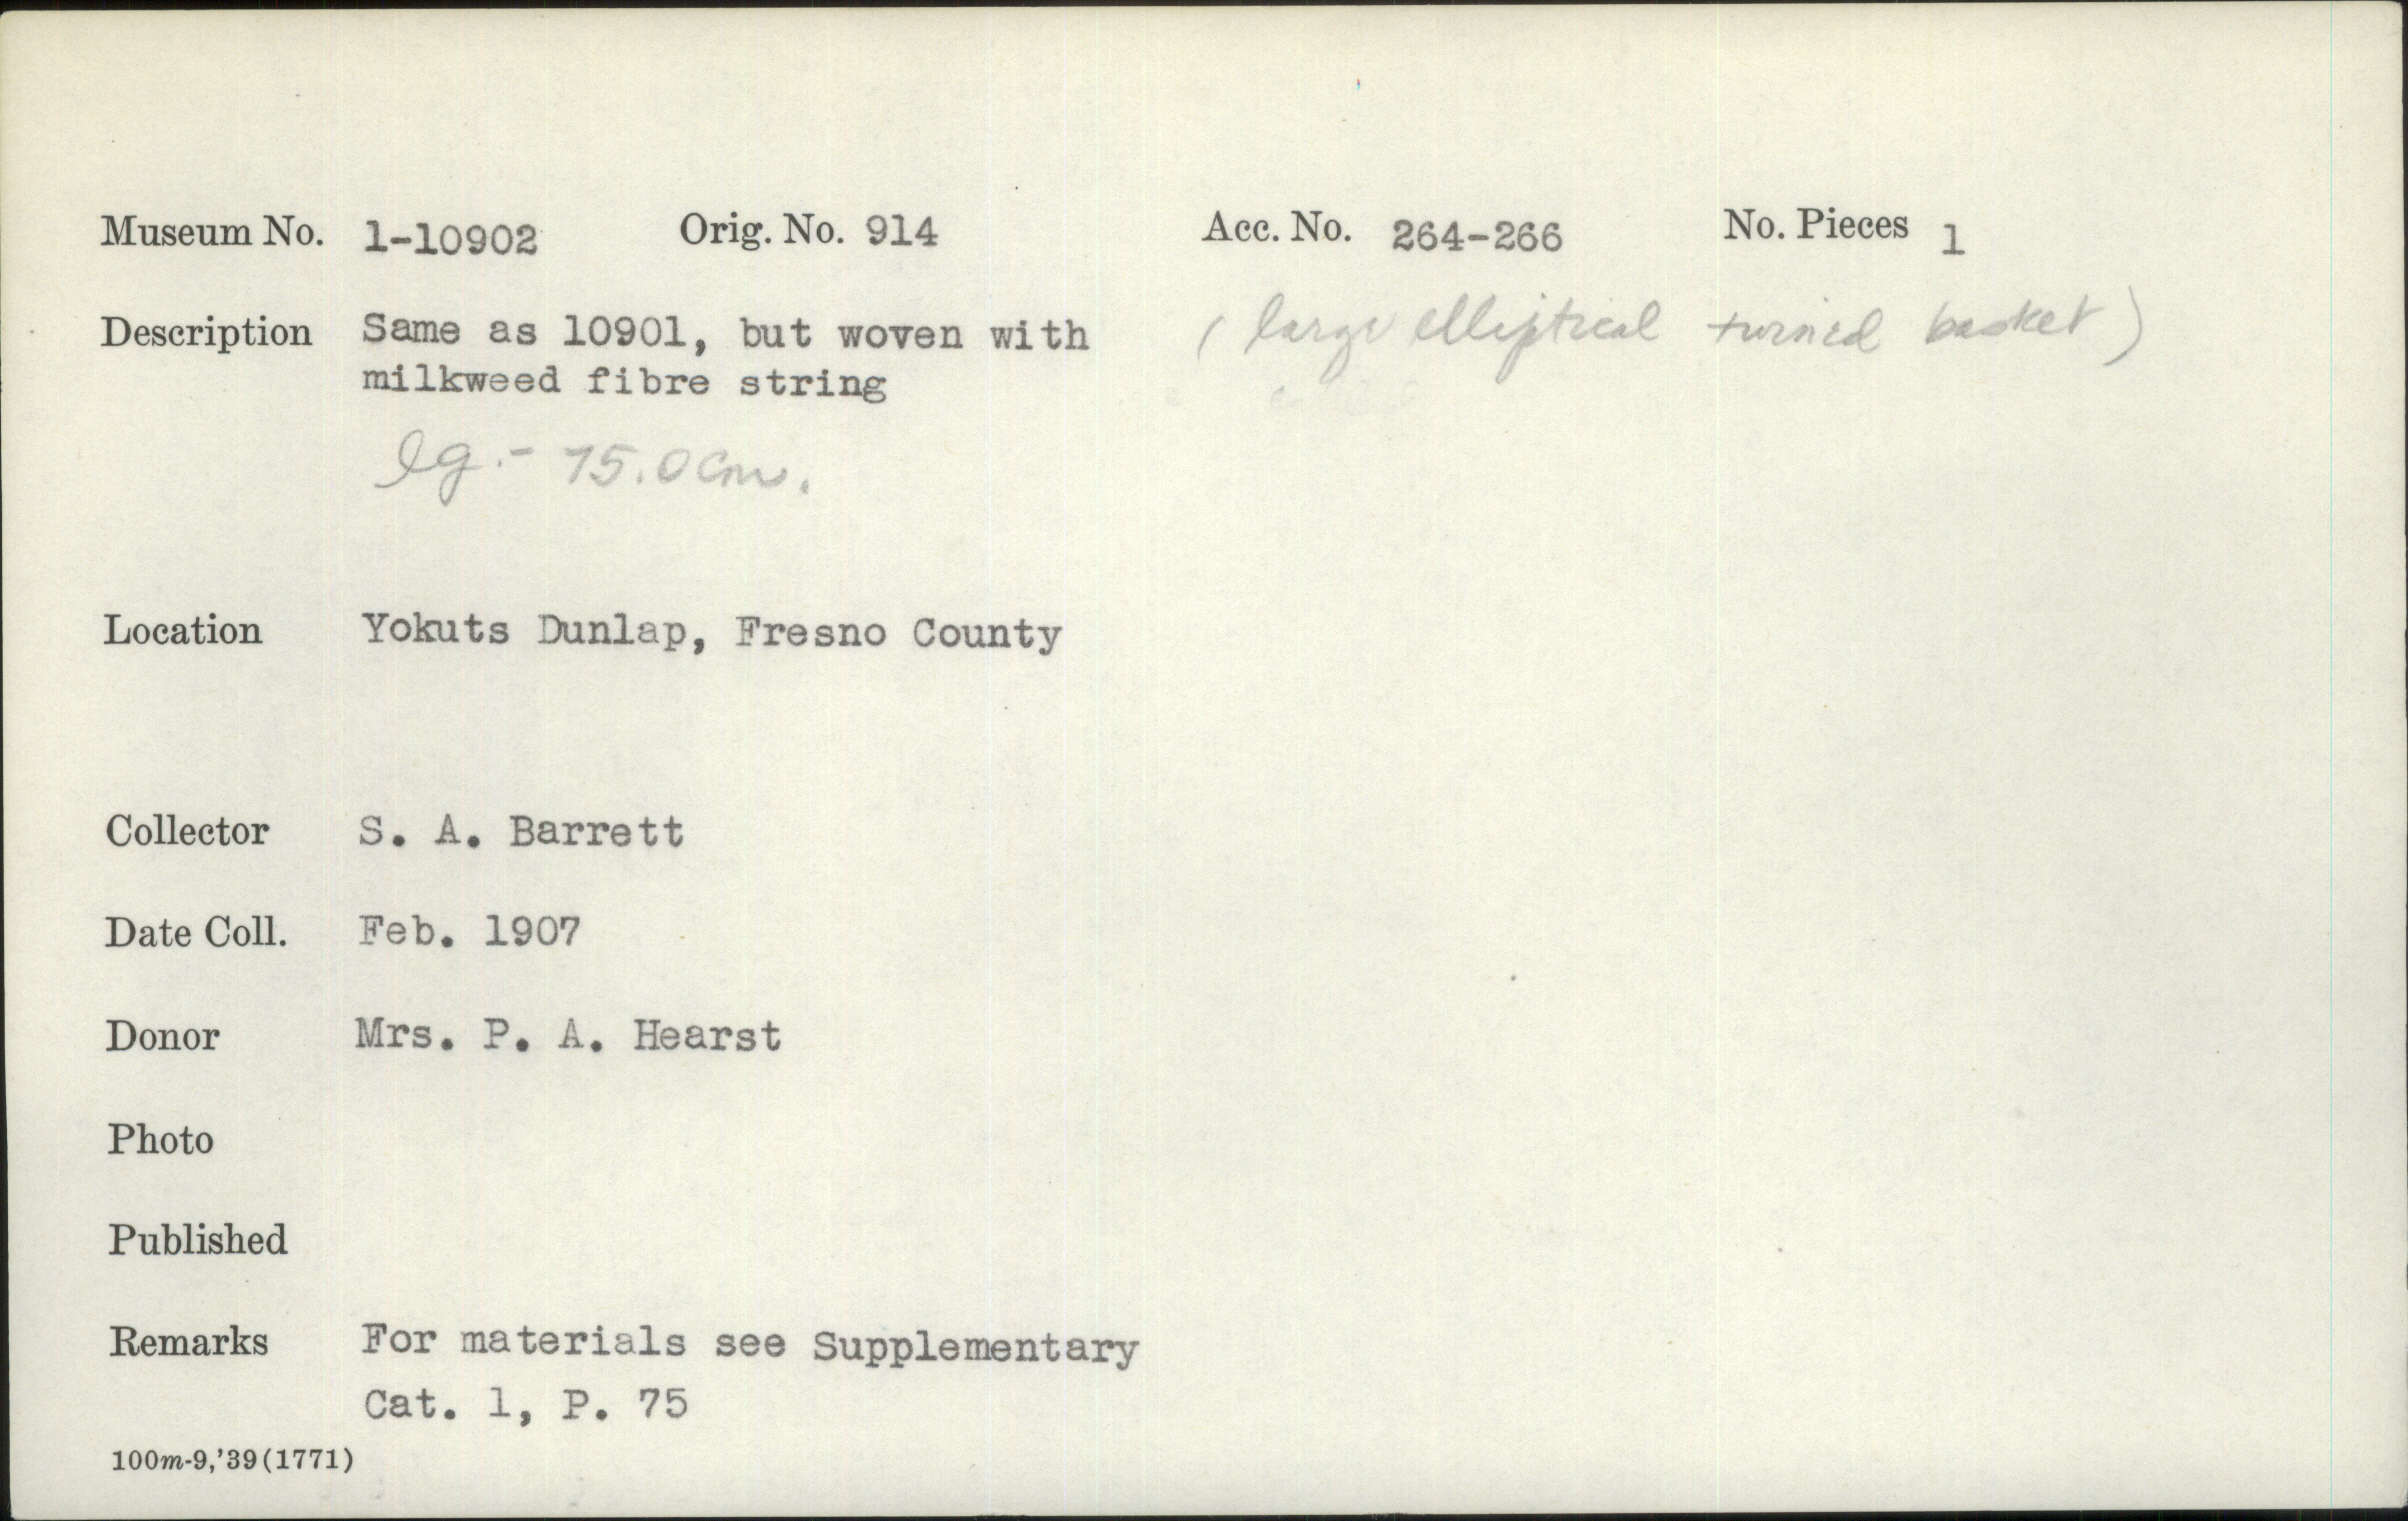 Museum No. 1-10902 Orig. No. 914 Acc. No. 264-266 No. Pieces 1
Description Same as 10901, but woven with (large elliptical twined basket)
milkweed fibre string
lg.- 75.0cm.
Location Yokuts Dunlap, Fresno County
Collector S. A. Barrett
Date Coll. Feb. 1907
Donor Mrs. P. A. Hearst
Photo
Published
Remarks For materials see Supplementary
Cat. 1, P. 75
100m-9,'39(1771)